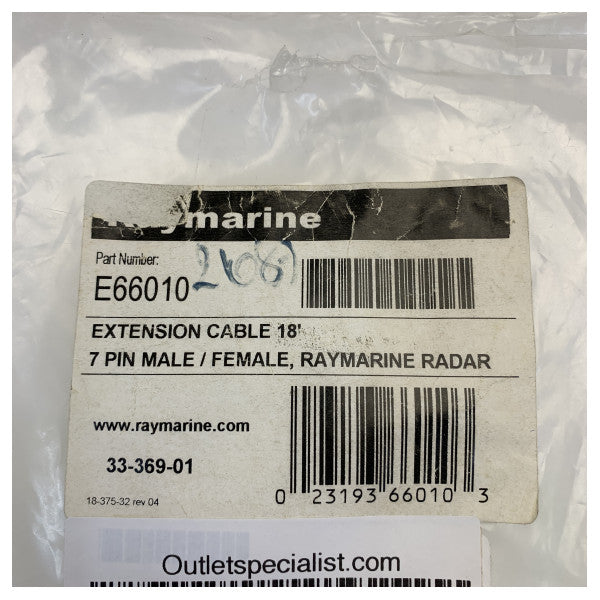 Raymarine
Part Number:
E66010
EXTENSION CABLE 18'
7 PIN MALE / FEMALE, RAYMARINE RADAR
www.raymarine.com
33-369-01
0 23193 66010 3
18-375-32 rev 04
Outletspecialist.com